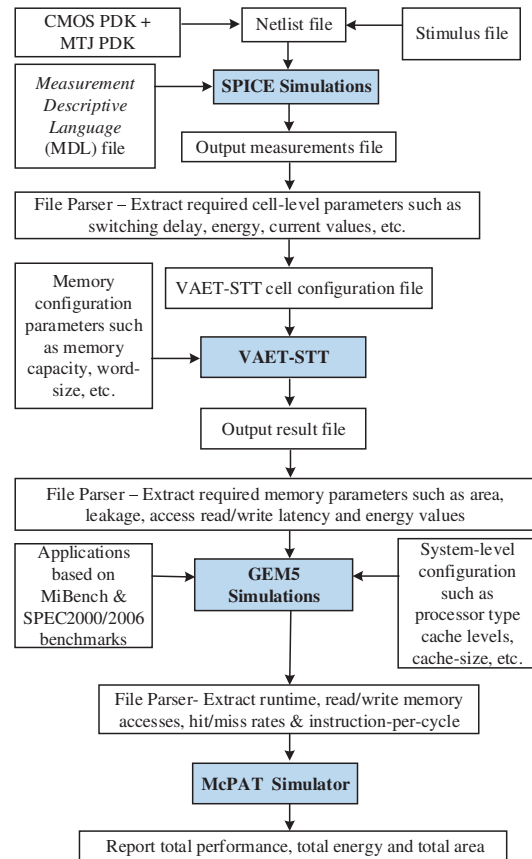 CMOS PDK +
MTJ PDK
Netlist file
Stimulus file
SPICE Simulations
Measurement
Descriptive
Language
(MDL) file
Output measurements file
File Parser – Extract required cell-level parameters such as
switching delay, energy, current values, etc.
VAET-STT cell configuration file
Memory
configuration
parameters such
as memory
capacity, word-
size, etc.
VAET-STT
Output result file
File Parser – Extract required memory parameters such as area,
leakage, access read/write latency and energy values
Applications
based on
MiBench &
SPEC2000/2006
benchmarks
GEM5
Simulations
System-level
configuration
such as
processor type
cache levels,
cache-size, etc.
File Parser- Extract runtime, read/write memory
accesses, hit/miss rates & instruction-per-cycle
McPAT Simulator
Report total performance, total energy and total area